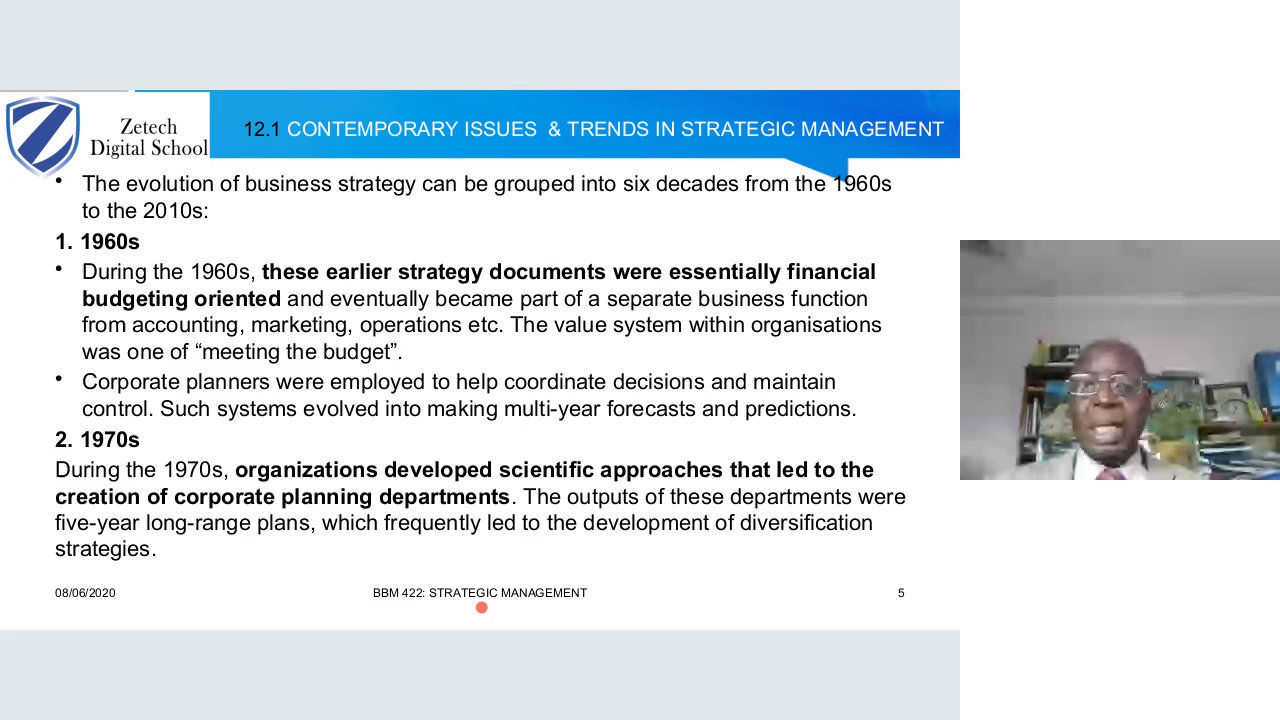 Zetech
Digital School
12.1 CONTEMPORARY ISSUES & TRENDS IN STRATEGIC MANAGEMENT
• The evolution of business strategy can be grouped into six decades from the 1960s
to the 2010s:
1. 1960s
• During the 1960s, these earlier strategy documents were essentially financial
budgeting oriented and eventually became part of a separate business function
from accounting, marketing, operations etc. The value system within organisations
was one of “meeting the budget”.
• Corporate planners were employed to help coordinate decisions and maintain
control. Such systems evolved into making multi-year forecasts and predictions.
2. 1970s
During the 1970s, organizations developed scientific approaches that led to the
creation of corporate planning departments. The outputs of these departments were
five-year long-range plans, which frequently led to the development of diversification
strategies.
08/06/2020 BBM 422: STRATEGIC MANAGEMENT 5